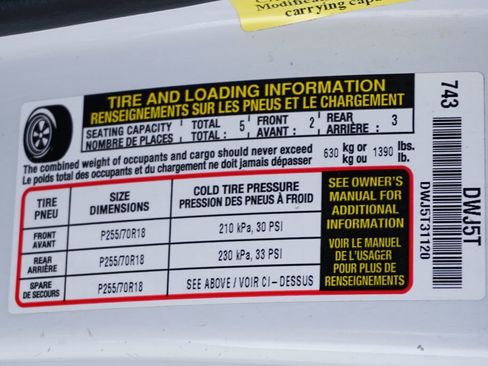 Modifica
carrying capa
TIRE AND LOADING INFORMATION
RENSEIGNEMENTS SUR LES PNEUS ET LE CHARGEMENT
SEATING CAPACITY TOTAL : 5 FRONT : 2 REAR : 3
NOMBRE DE PLACES TOTAL : AVANT : ARRIÈRE :
The combined weight of occupants and cargo should never exceed 630 kg or 1390 lbs.
Le poids total des occupants et du chargement ne doit jamais dépasser kg ou lb.
TIRE SIZE COLD TIRE PRESSURE
PNEU DIMENSIONS PRESSION DES PNEUS À FROID
FRONT
AVANT P255/70R18 210 kPa, 30 PSI
REAR
ARRIÈRE P255/70R18 230 kPa, 33 PSI
SPARE
DE SECOURS P255/70R18 SEE ABOVE / VOIR CI-DESSUS
SEE OWNER'S
MANUAL FOR
ADDITIONAL
INFORMATION
VOIR LE MANUEL
DE L'USAGER
POUR PLUS DE
RENSEIGNEMENTS
743
DWJ5T31120
DWJ5T